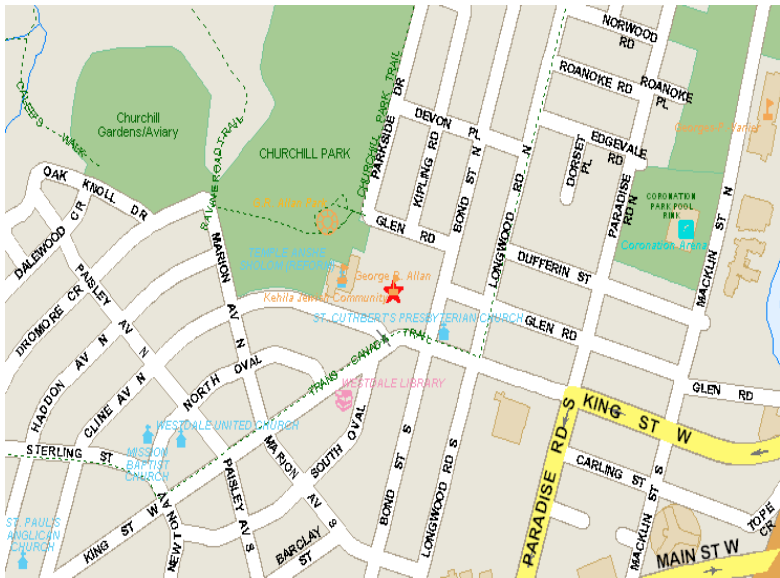 NORWOOD
RD
ROANOKE RD
ROANOKE
PL
CHURCHILL PARK TRAIL
PARKSIDE
DR
DEVON PL
KIPLING RD
BOND ST N
LONGWOOD RD N
EDGEVALE
RD
DORSET
PL
PARADISE
RD N
MACKLIN ST N
Churchill
Gardens/Aviary
CHURCHILL PARK
CORONATION
PARK POOL
RINK
Coronation Arena
OAK KNOLL DR
DALEWOOD CR
GLEN RD
DUFFERIN ST
TEMPLE ANSHE
SHOLOM (REFORM)
George R. Allan
Kehila Jewish Community
MARION AV N
PAISLEY AV N
DROMORE CR
ST. CUTHBERT'S PRESBYTERIAN CHURCH
GLEN RD
TRANS CANADA TRAIL
HADDON AV N
CLINE AV N
NORTH OVAL
WESTDALE LIBRARY
GLEN RD
KING ST W
WESTDALE UNITED CHURCH
STERLING ST
MISSION
BAPTIST
CHURCH
SOUTH OVAL
MARION AV S
PAISLEY AV S
BOND ST S
LONGWOOD RD S
PARADISE RD S
CARLING ST
MACKLIN ST S
ST. PAUL'S
ANGLICAN
CHURCH
KING ST W
NEWTON AV
BARCLAY
ST
TOPE
CR
MAIN ST W